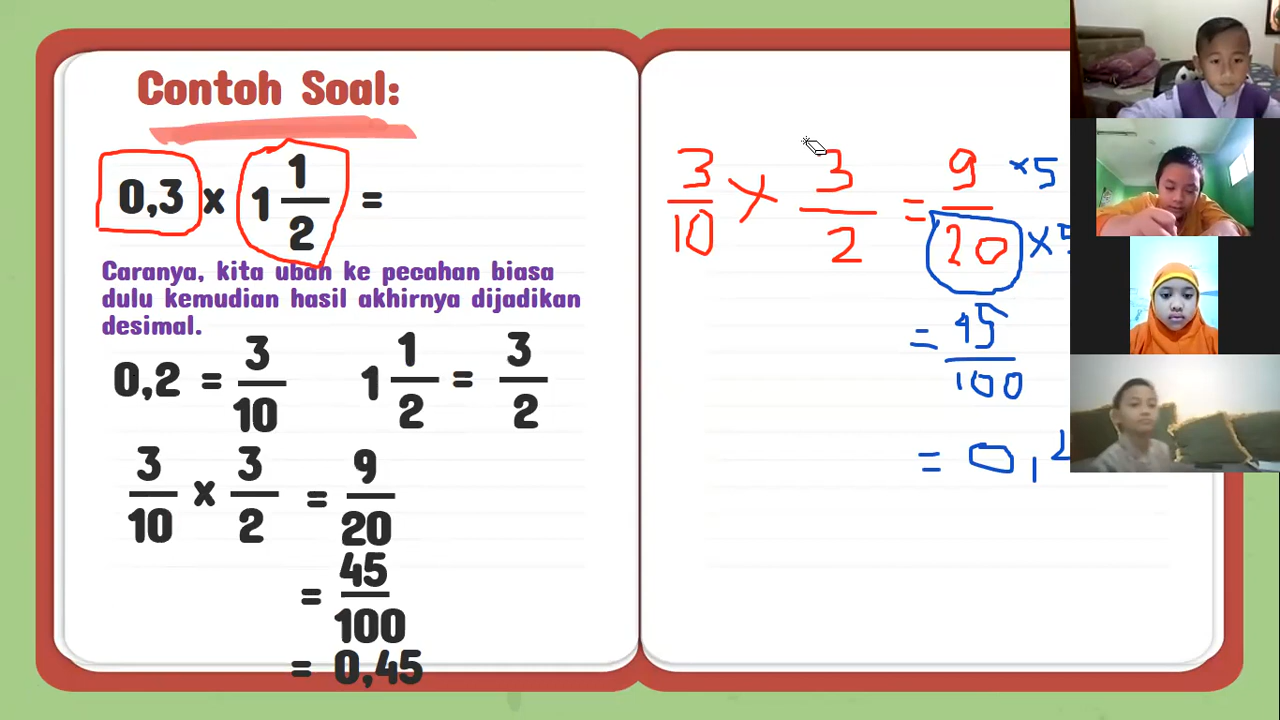 Contoh Soal:
0,3 x 1 1/2 =
Caranya, kita ubah ke pecahan biasa
dulu kemudian hasil akhirnya dijadikan
desimal.
0,2 = 3/10 1 1/2 = 3/2
3/10 x 3/2 = 9/20
= 45/100
= 0,45
3/10 x 3/2 = 9/20 x5
= 45/100
= 0,4